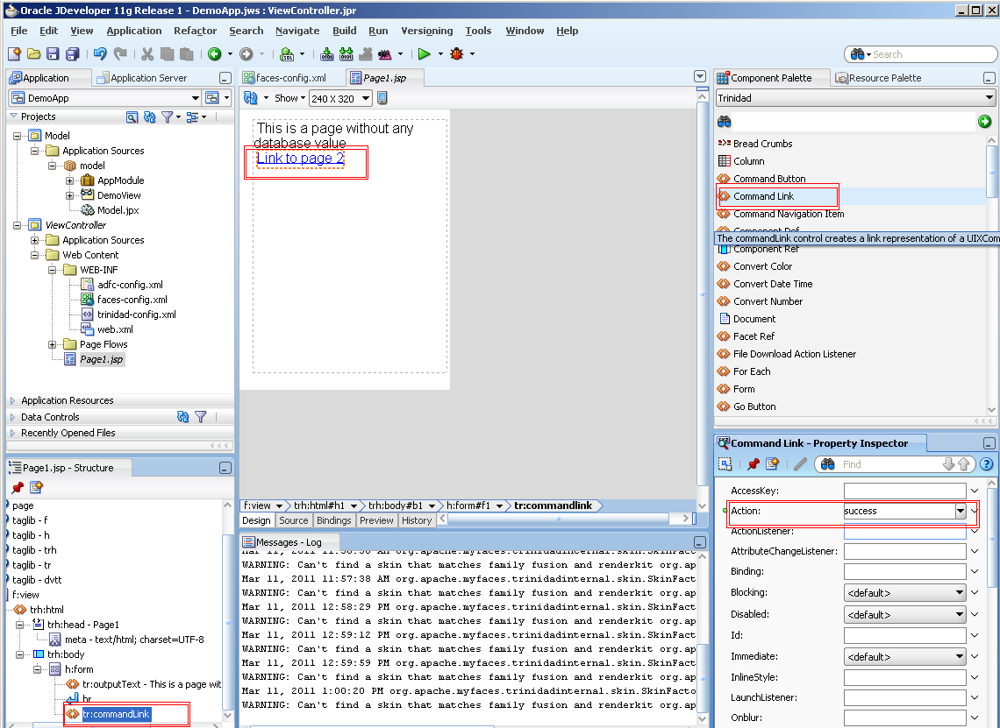 Oracle JDeveloper 11g Release 1 - DemoApp.jws : ViewController.jpr
File Edit View Application Refactor Search Navigate Build Run Versioning Tools Window Help
Search
Application
Application Server
DemoApp
Projects
Model
Application Sources
model
AppModule
DemoView
Model.jpx
ViewController
Application Sources
Web Content
WEB-INF
adfc-config.xml
faces-config.xml
trinidad-config.xml
web.xml
Page Flows
Page1.jsp
Application Resources
Data Controls
Recently Opened Files
Page1.jsp - Structure
page
taglib - f
taglib - h
taglib - trh
taglib - tr
taglib - dvtt
f:view
trh:html
trh:head - Page1
meta - text/html; charset=UTF-8
trh:body
h:form
tr:outputText - This is a page wit
br
tr:commandLink
faces-config.xml
Page1.jsp
Show
240 X 320
This is a page without any
database value
Link to page 2
f:view
trh:html#h1
trh:body#b1
h:form#f1
tr:commandlink
Design Source Bindings Preview History
Messages - Log
WARNING: Can't find a skin that matches family fusion and renderkit org.ap
Mar 11, 2011 11:57:38 AM org.apache.myfaces.trinidadinternal.skin.SkinFact
WARNING: Can't find a skin that matches family fusion and renderkit org.ap
Mar 11, 2011 12:58:29 PM org.apache.myfaces.trinidadinternal.skin.SkinFact
WARNING: Can't find a skin that matches family fusion and renderkit org.ap
Mar 11, 2011 12:59:12 PM org.apache.myfaces.trinidadinternal.skin.SkinFact
WARNING: Can't find a skin that matches family fusion and renderkit org.ap
Mar 11, 2011 12:59:59 PM org.apache.myfaces.trinidadinternal.skin.SkinFact
WARNING: Can't find a skin that matches family fusion and renderkit org.ap
Mar 11, 2011 1:00:20 PM org.apache.myfaces.trinidadinternal.skin.SkinFacto
WARNING: Can't find a skin that matches family fusion and renderkit org.ap
Component Palette
Resource Palette
Trinidad
Bread Crumbs
Column
Command Button
Command Link
Command Navigation Item
Component Def
The commandLink control creates a link representation of a UIXCom
Component Ref
Convert Color
Convert Date Time
Convert Number
Document
Facet Ref
File Download Action Listener
For Each
Form
Go Button
Command Link - Property Inspector
Find
AccessKey:
Action: success
ActionListener:
AttributeChangeListener:
Binding:
Blocking: <default>
Disabled: <default>
Id:
Immediate: <default>
InlineStyle:
LaunchListener:
Onblur: